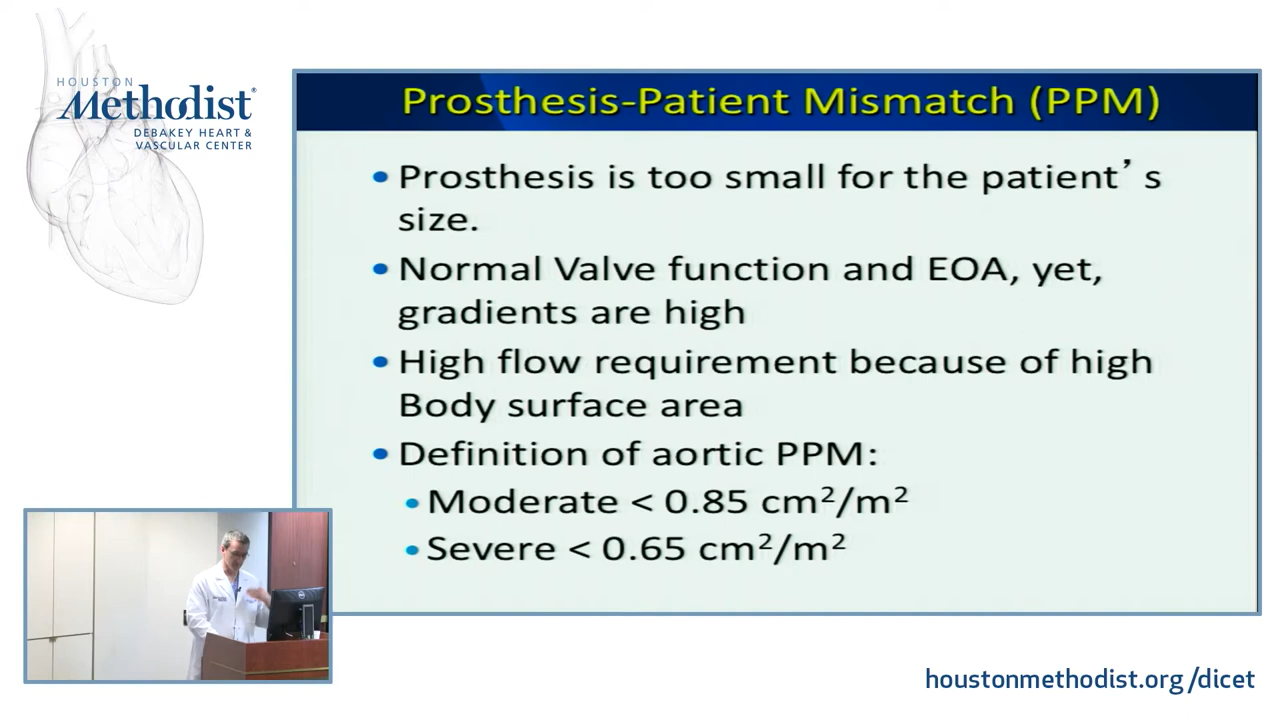 HOUSTON
Methodist®
DEBAKEY HEART &
VASCULAR CENTER
Prosthesis-Patient Mismatch (PPM)
• Prosthesis is too small for the patient’ s
size.
• Normal Valve function and EOA, yet,
gradients are high
• High flow requirement because of high
Body surface area
• Definition of aortic PPM:
• Moderate < 0.85 cm²/m²
• Severe < 0.65 cm²/m²
houstonmethodist.org/dicet